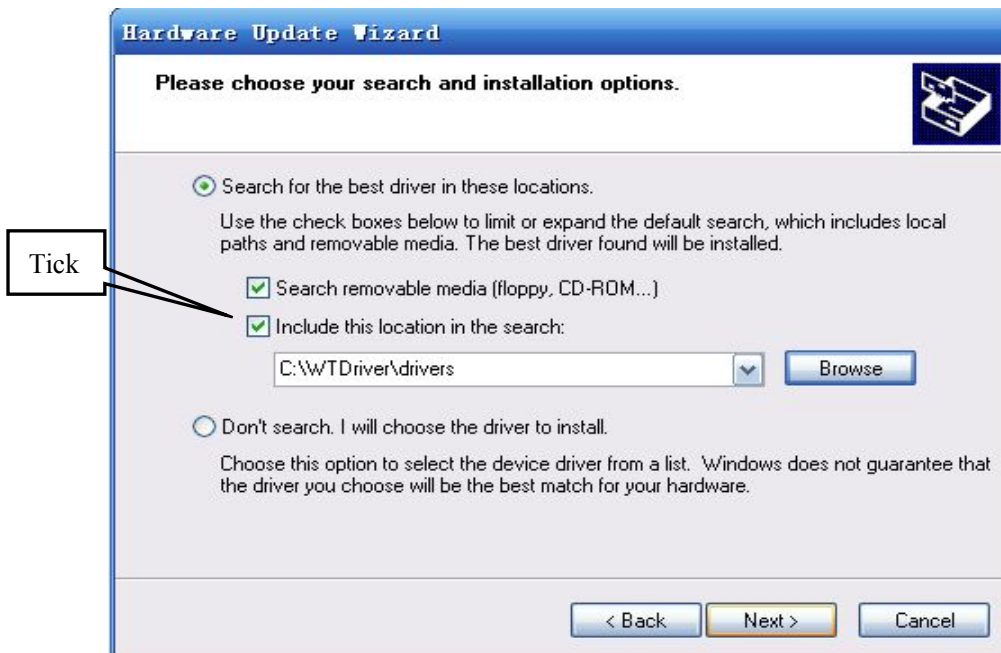 Hardware Update Wizard
Please choose your search and installation options.
Search for the best driver in these locations.
Use the check boxes below to limit or expand the default search, which includes local
paths and removable media. The best driver found will be installed.
Tick
Search removable media (floppy, CD-ROM...)
Include this location in the search:
C:\WTDriver\drivers
Browse
Don't search. I will choose the driver to install.
Choose this option to select the device driver from a list. Windows does not guarantee that
the driver you choose will be the best match for your hardware.
< Back
Next >
Cancel